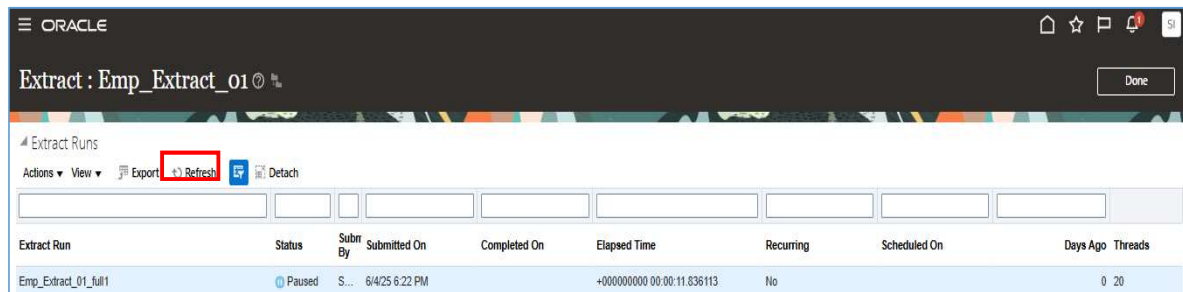 ORACLE
1
SI
Extract : Emp_Extract_01
Done
Extract Runs
Actions View Export Refresh Detach
Extract Run Status Subm By Submitted On Completed On Elapsed Time Recurring Scheduled On Days Ago Threads
Emp_Extract_01_full1 Paused S... 6/4/25 6:22 PM +000000000 00:00:11.836113 No 0 20